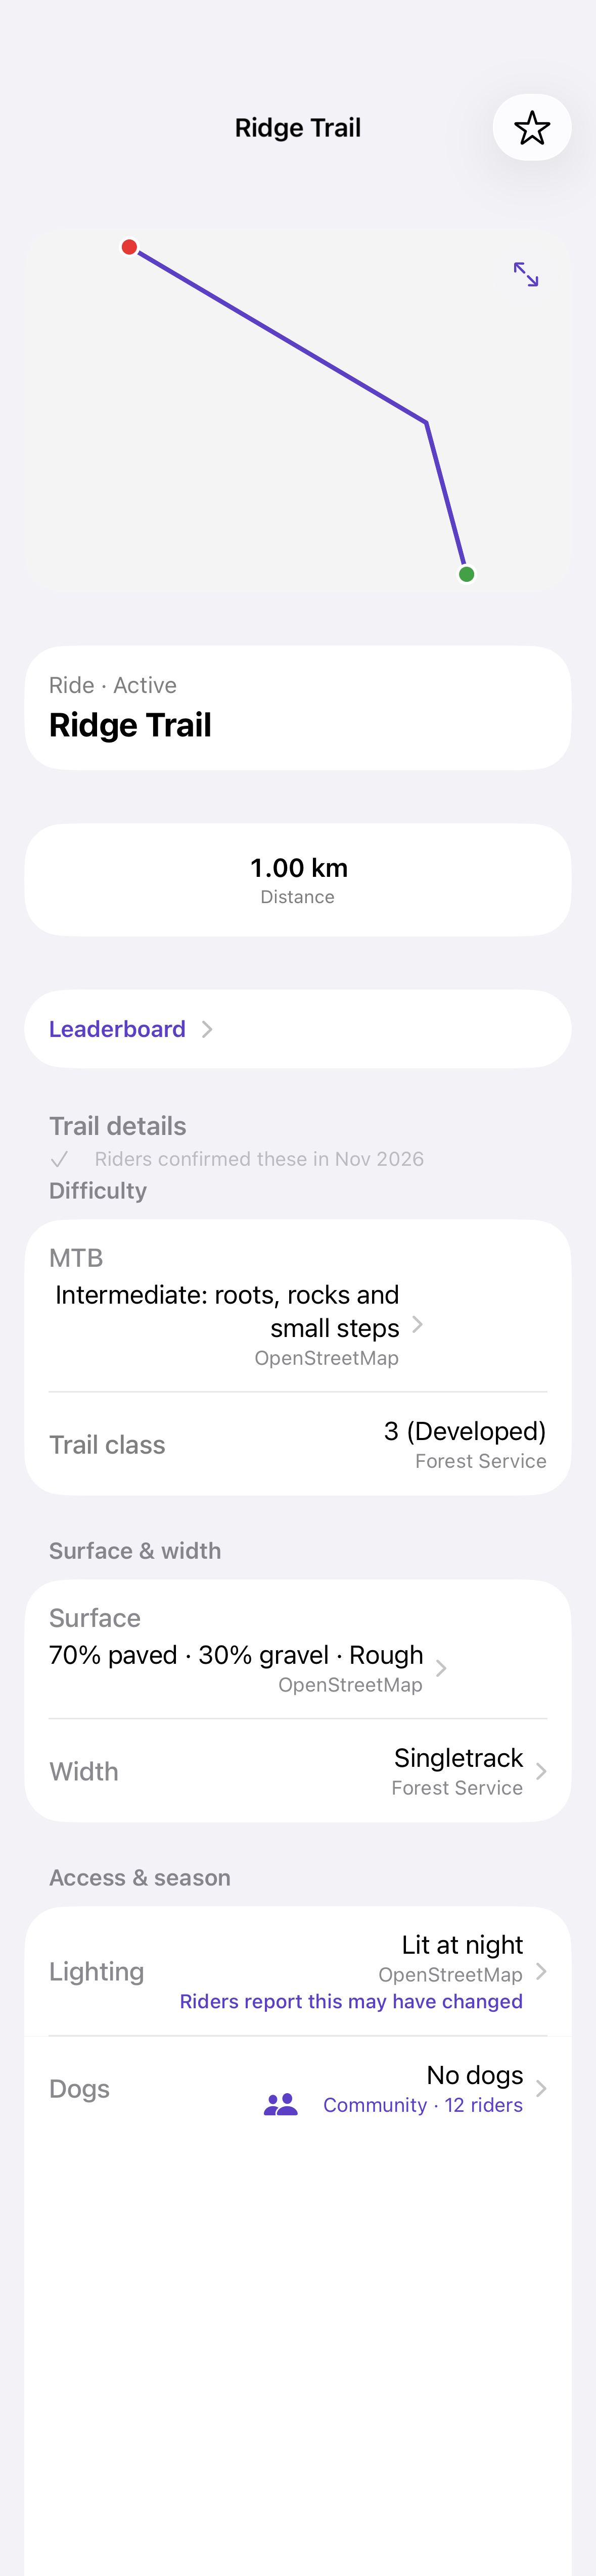 Ridge Trail
Ride · Active
Ridge Trail
1.00 km
Distance
Leaderboard
Trail details
Riders confirmed these in Nov 2026
Difficulty
MTB
Intermediate: roots, rocks and
small steps
OpenStreetMap
Trail class
3 (Developed)
Forest Service
Surface & width
Surface
70% paved · 30% gravel · Rough
OpenStreetMap
Width
Singletrack
Forest Service
Access & season
Lighting
Lit at night
OpenStreetMap
Riders report this may have changed
Dogs
No dogs
Community · 12 riders